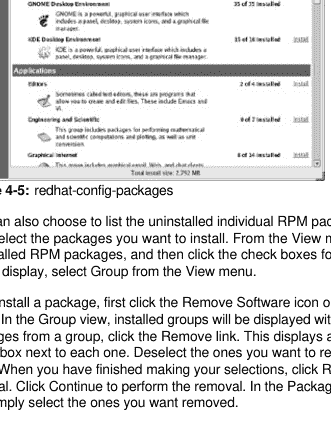 GNOME Desktop Environment 35 of 35 installed
GNOME is a powerful, graphical user interface which
includes a panel, desktop, system icons, and a graphical file
manager.
KDE Desktop Environment installed Install
KDE is a powerful, graphical user interface which includes a
panel, desktop, system icons, and a graphical file manager.
Applications
Editors 2 of 4 installed Install
Sometimes called text editors, these are programs that
allow you to create and edit files. These include Emacs and
Vi.
Engineering and Scientific installed Install
This group includes packages for performing mathematical
and scientific computations and plotting, as well as unit
conversion.
Graphical Internet installed Install
This group includes graphical email, Web, and chat clients.
Total install size: 2,792 MB
e 4-5: redhat-config-packages
an also choose to list the uninstalled individual RPM pac
elect the packages you want to install. From the View m
alled RPM packages, and then click the check boxes fo
display, select Group from the View menu.
nstall a package, first click the Remove Software icon o
In the Group view, installed groups will be displayed wit
ges from a group, click the Remove link. This displays a
box next to each one. Deselect the ones you want to re
When you have finished making your selections, click R
al. Click Continue to perform the removal. In the Packag
mply select the ones you want removed.